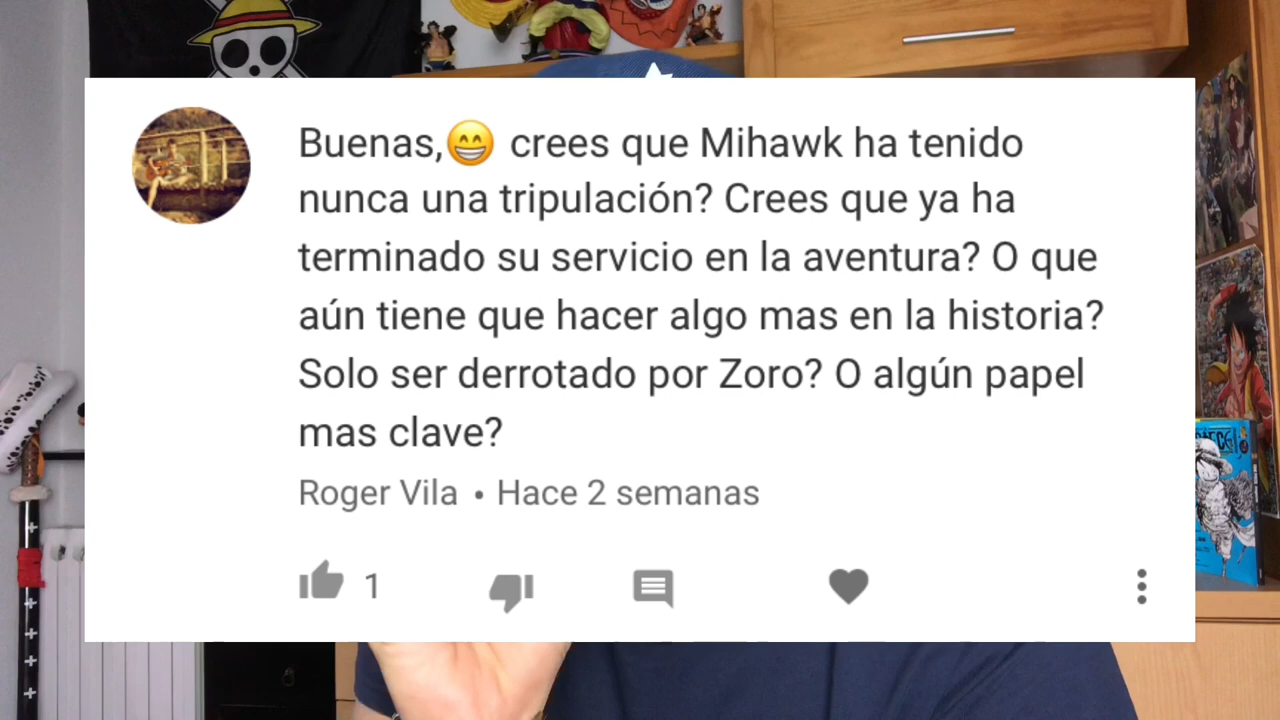 Buenas,😁 crees que Mihawk ha tenido
nunca una tripulación? Crees que ya ha
terminado su servicio en la aventura? O que
aún tiene que hacer algo mas en la historia?
Solo ser derrotado por Zoro? O algún papel
mas clave?
Roger Vila • Hace 2 semanas
1